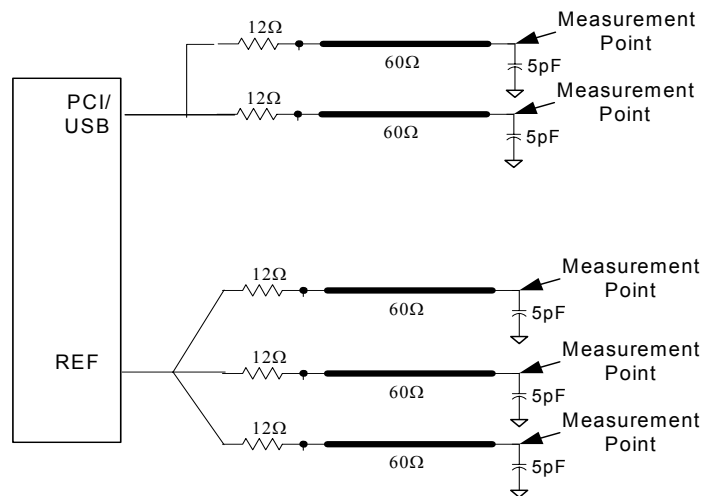 12Ω
Measurement
Point
60Ω
5pF
PCI/
USB
12Ω
Measurement
Point
60Ω
5pF
12Ω
Measurement
Point
60Ω
5pF
REF
12Ω
Measurement
Point
60Ω
5pF
12Ω
Measurement
Point
60Ω
5pF